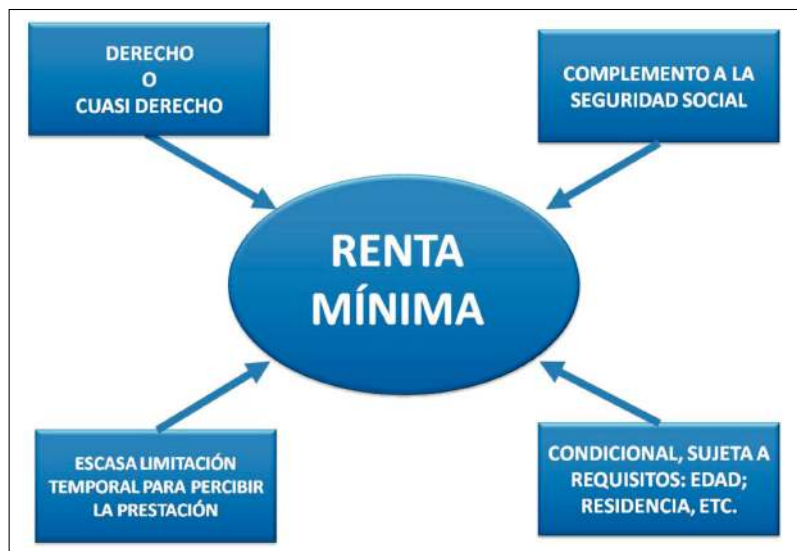 DERECHO
O
CUASI DERECHO
COMPLEMENTO A LA
SEGURIDAD SOCIAL
RENTA
MÍNIMA
ESCASA LIMITACIÓN
TEMPORAL PARA PERCIBIR
LA PRESTACIÓN
CONDICIONAL, SUJETA A
REQUISITOS: EDAD;
RESIDENCIA, ETC.